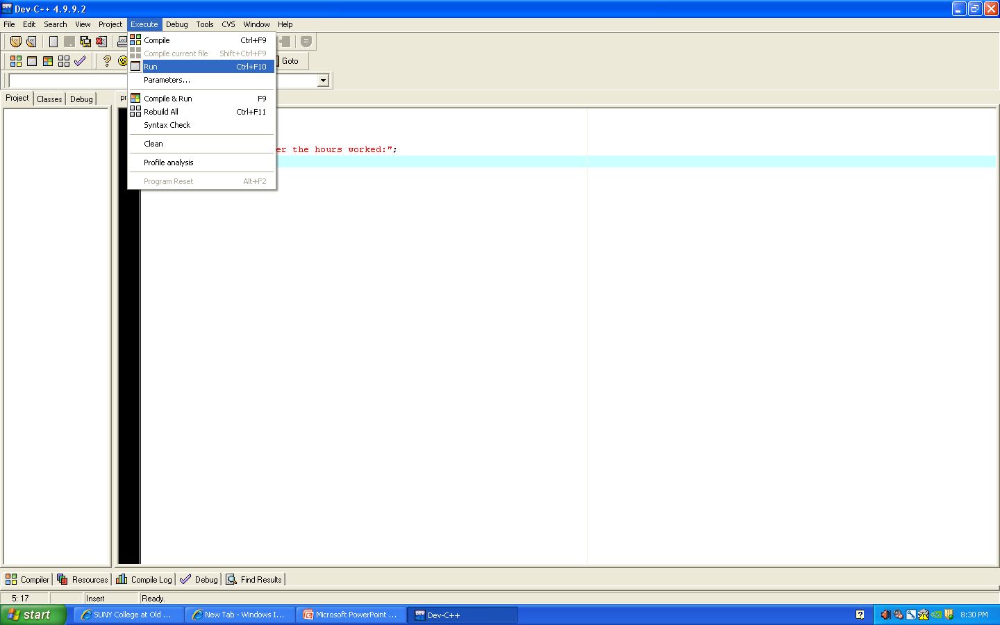 Dev-C++ 4.9.9.2
File Edit Search View Project Execute Debug Tools CVS Window Help
Compile Ctrl+F9
Compile current file Shift+Ctrl+F9
Run Ctrl+F10
Goto
Parameters...
Project Classes Debug
Compile & Run F9
Rebuild All Ctrl+F11
Syntax Check
Clean
er the hours worked:";
Profile analysis
Program Reset Alt+F2
Compiler Resources Compile Log Debug Find Results
5: 17 Insert Ready.
start SUNY College at Old ... New Tab - Windows I... Microsoft PowerPoint ... Dev-C++ 8:30 PM